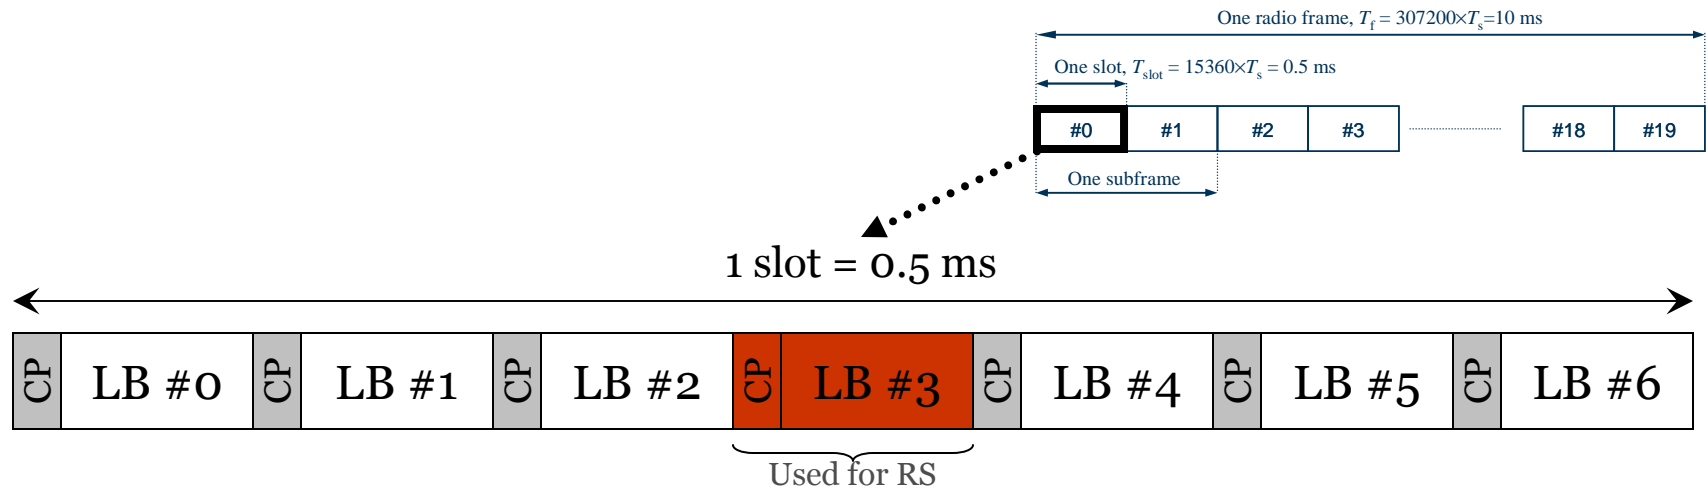 One radio frame, Tf = 307200×Ts=10 ms
One slot, Tslot = 15360×Ts = 0.5 ms
#0 #1 #2 #3 #18 #19
One subframe
1 slot = 0.5 ms
CP LB #0 CP LB #1 CP LB #2 CP LB #3 CP LB #4 CP LB #5 CP LB #6
Used for RS